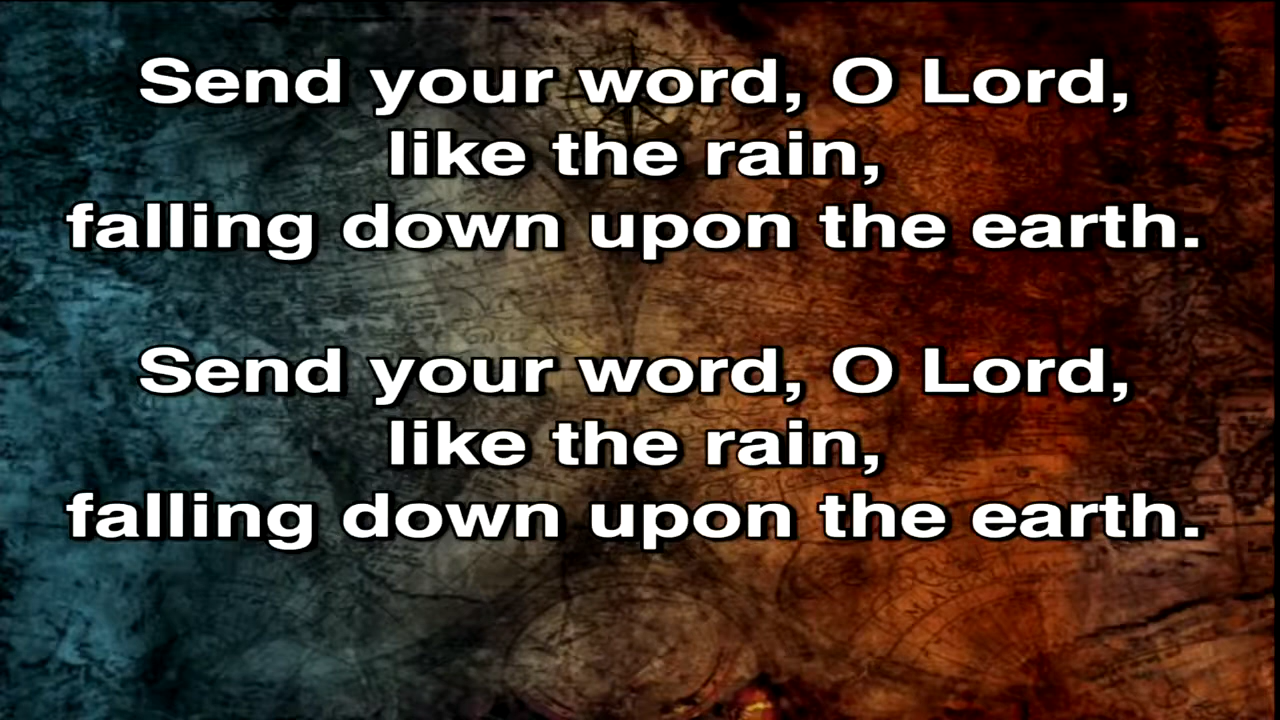 Send your word, O Lord,
like the rain,
falling down upon the earth.
Send your word, O Lord,
like the rain,
falling down upon the earth.